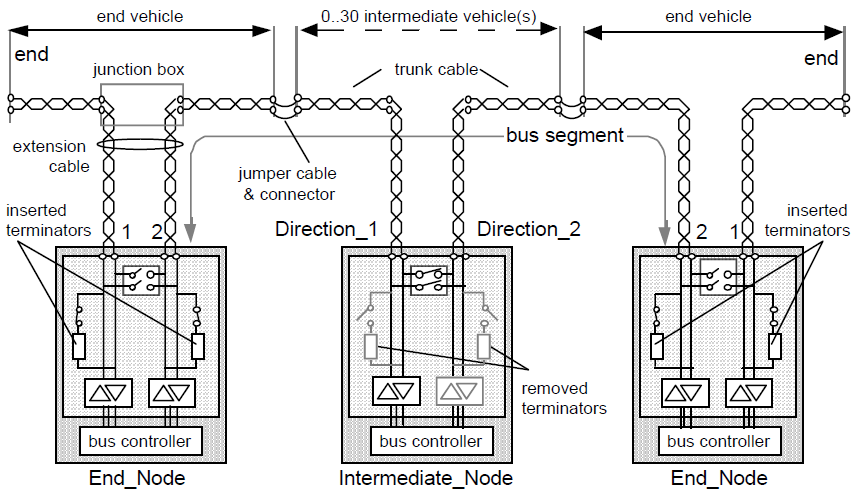 end vehicle
0..30 intermediate vehicle(s)
end vehicle
end
end
junction box
trunk cable
extension
cable
bus segment
jumper cable
& connector
inserted
terminators
1
2
Direction_1
Direction_2
2
1
inserted
terminators
removed
terminators
bus controller
bus controller
bus controller
End_Node
Intermediate_Node
End_Node